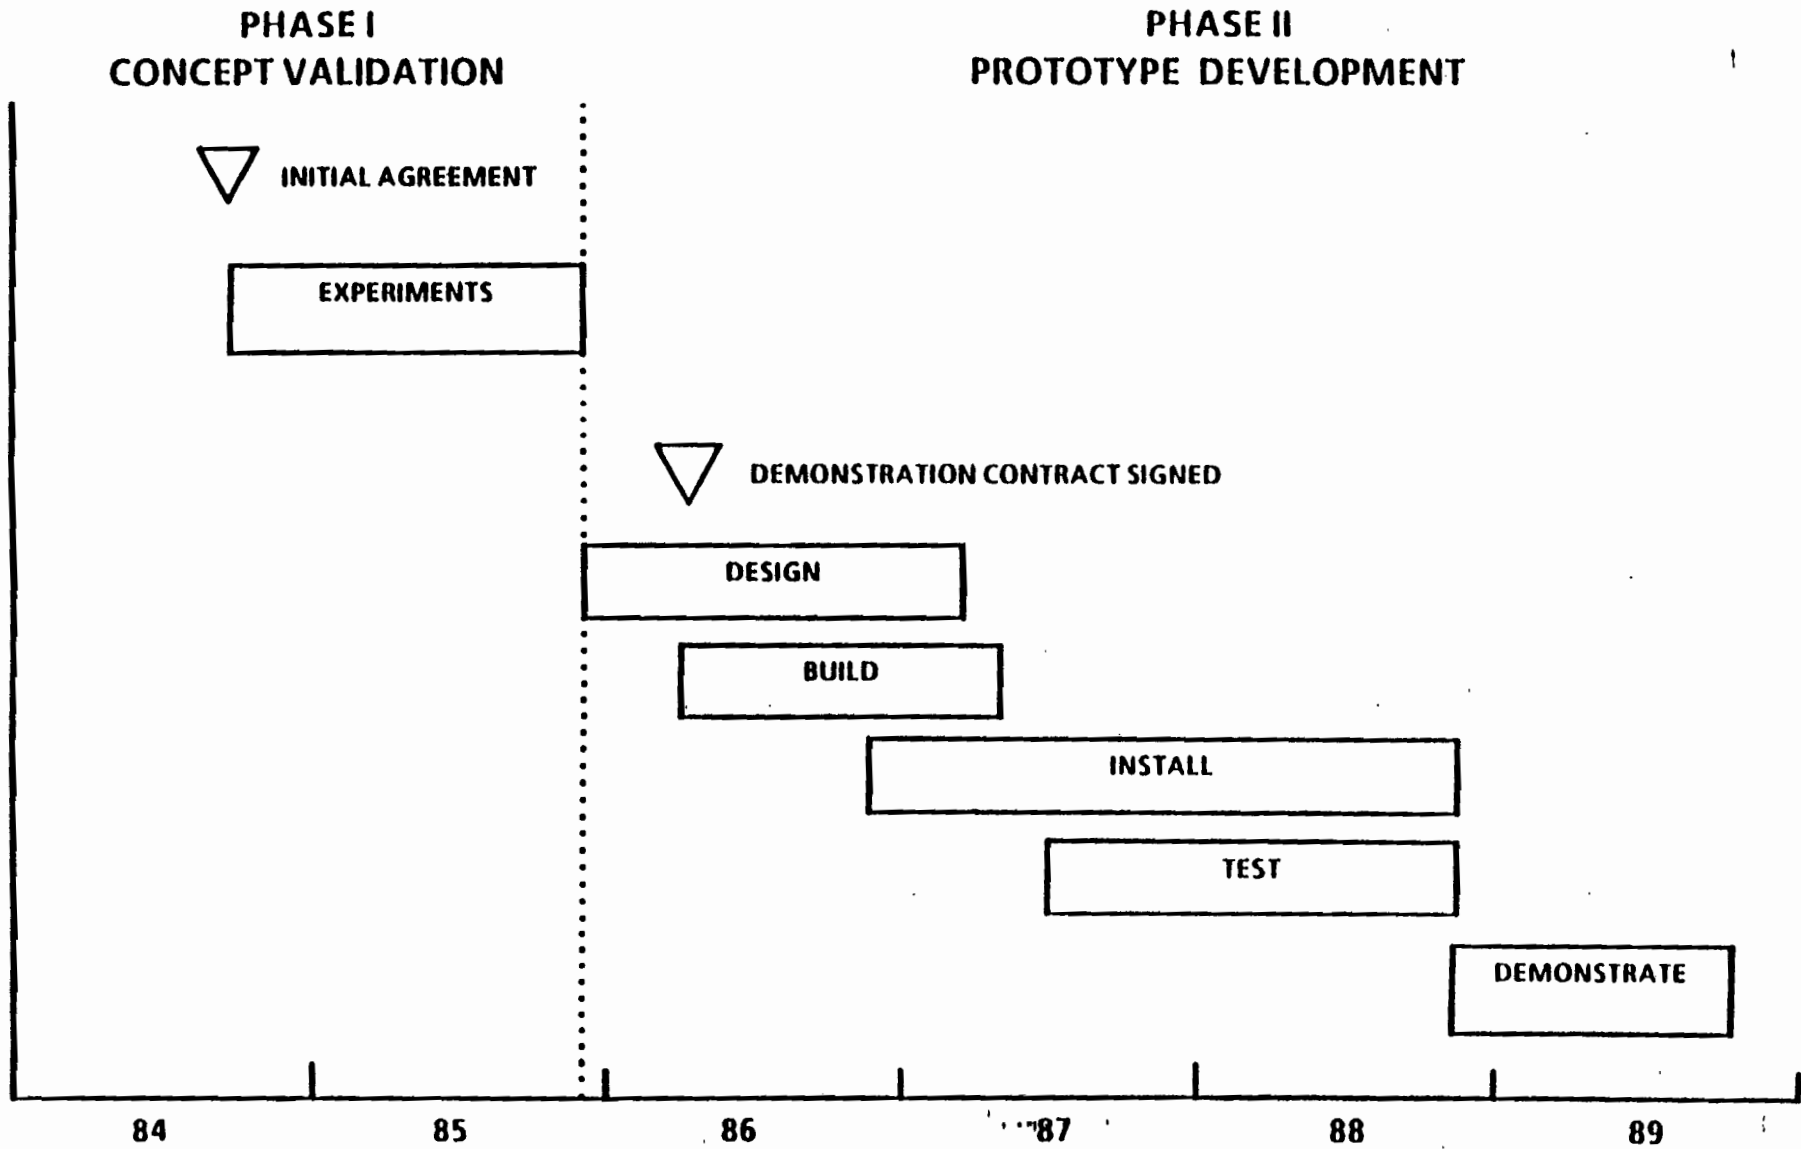 PHASE I
CONCEPT VALIDATION
PHASE II
PROTOTYPE DEVELOPMENT
INITIAL AGREEMENT
EXPERIMENTS
DEMONSTRATION CONTRACT SIGNED
DESIGN
BUILD
INSTALL
TEST
DEMONSTRATE
84 85 86 87 88 89